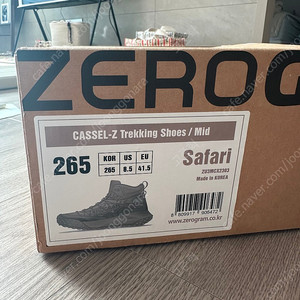 ZEROG
CASSEL-Z Trekking Shoes / Mid
265
KOR US EU
265 8.5 41.5
Safari
Made in KOREA
www.zerogram.co.kr